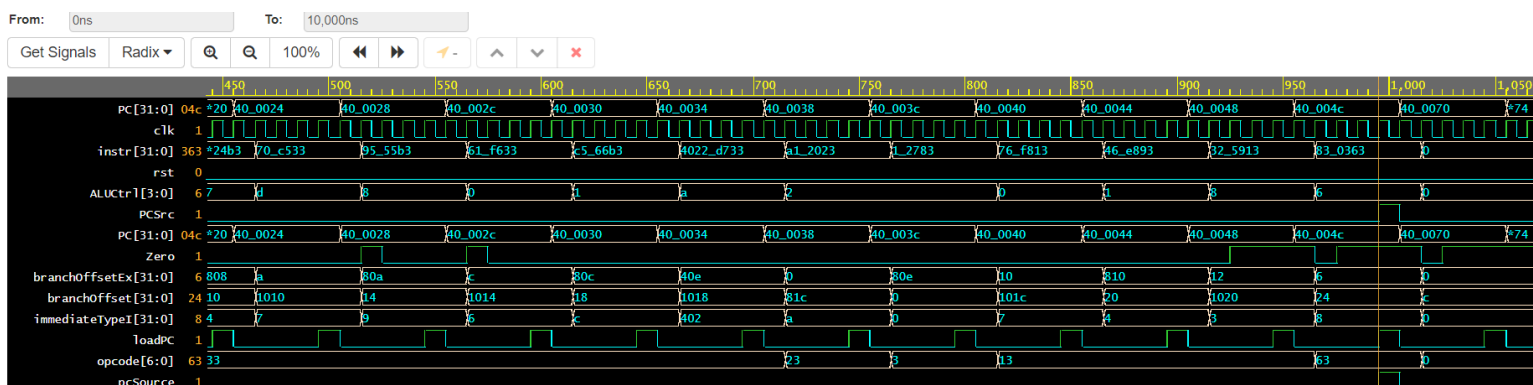 From: 0ns To: 10,000ns
Get Signals Radix 100% -
450 500 550 600 650 700 750 800 850 900 950 1,000 1,050
PC[31:0] 04c *20 40_0024 40_0028 40_002c 40_0030 40_0034 40_0038 40_003c 40_0040 40_0044 40_0048 40_004c 40_0070 *74
clk 1
instr[31:0] 363 *24b3 70_c533 95_55b3 61_f633 c5_66b3 4022_d733 a1_2023 1_2783 76_f813 46_e893 32_5913 83_0363 0
rst 0
ALUCtrl[3:0] 6 7 d 8 0 1 a 2 0 1 8 6 0
PCSrc 1
PC[31:0] 04c *20 40_0024 40_0028 40_002c 40_0030 40_0034 40_0038 40_003c 40_0040 40_0044 40_0048 40_004c 40_0070 *74
Zero 1
branchOffsetEx[31:0] 6 808 a 80a c 80c 40e 0 80e 10 810 12 6 0
branchOffset[31:0] 24 10 1010 14 1014 18 1018 81c 0 101c 20 1020 24 c
immediateTypeI[31:0] 8 4 7 9 6 c 402 a 0 7 4 3 8 0
loadPC 1
opcode[6:0] 63 33 23 3 13 63 0
pcSource 1